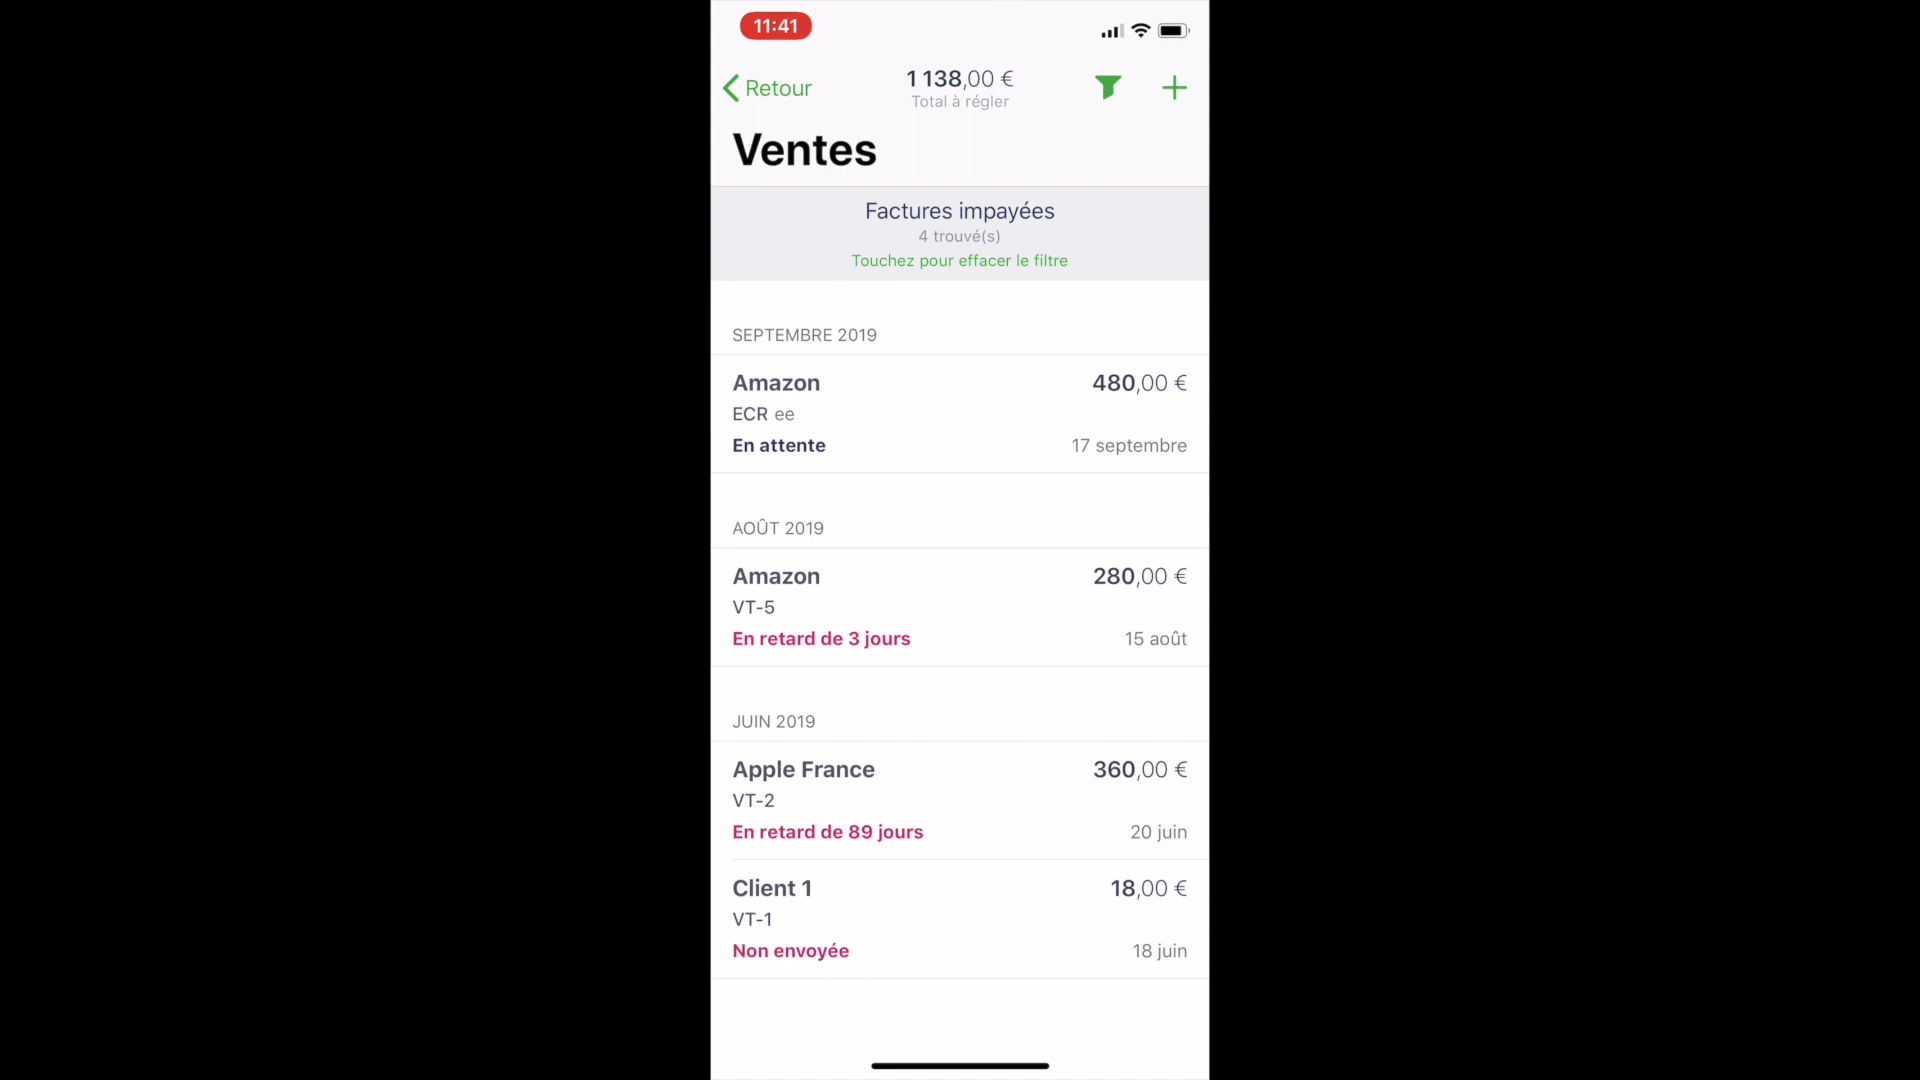 11:41
Retour
1 138,00 €
Total à régler
Ventes
Factures impayées
4 trouvé(s)
Touchez pour effacer le filtre
SEPTEMBRE 2019
Amazon 480,00 €
ECR ee
En attente 17 septembre
AOÛT 2019
Amazon 280,00 €
VT-5
En retard de 3 jours 15 août
JUIN 2019
Apple France 360,00 €
VT-2
En retard de 89 jours 20 juin
Client 1 18,00 €
VT-1
Non envoyée 18 juin